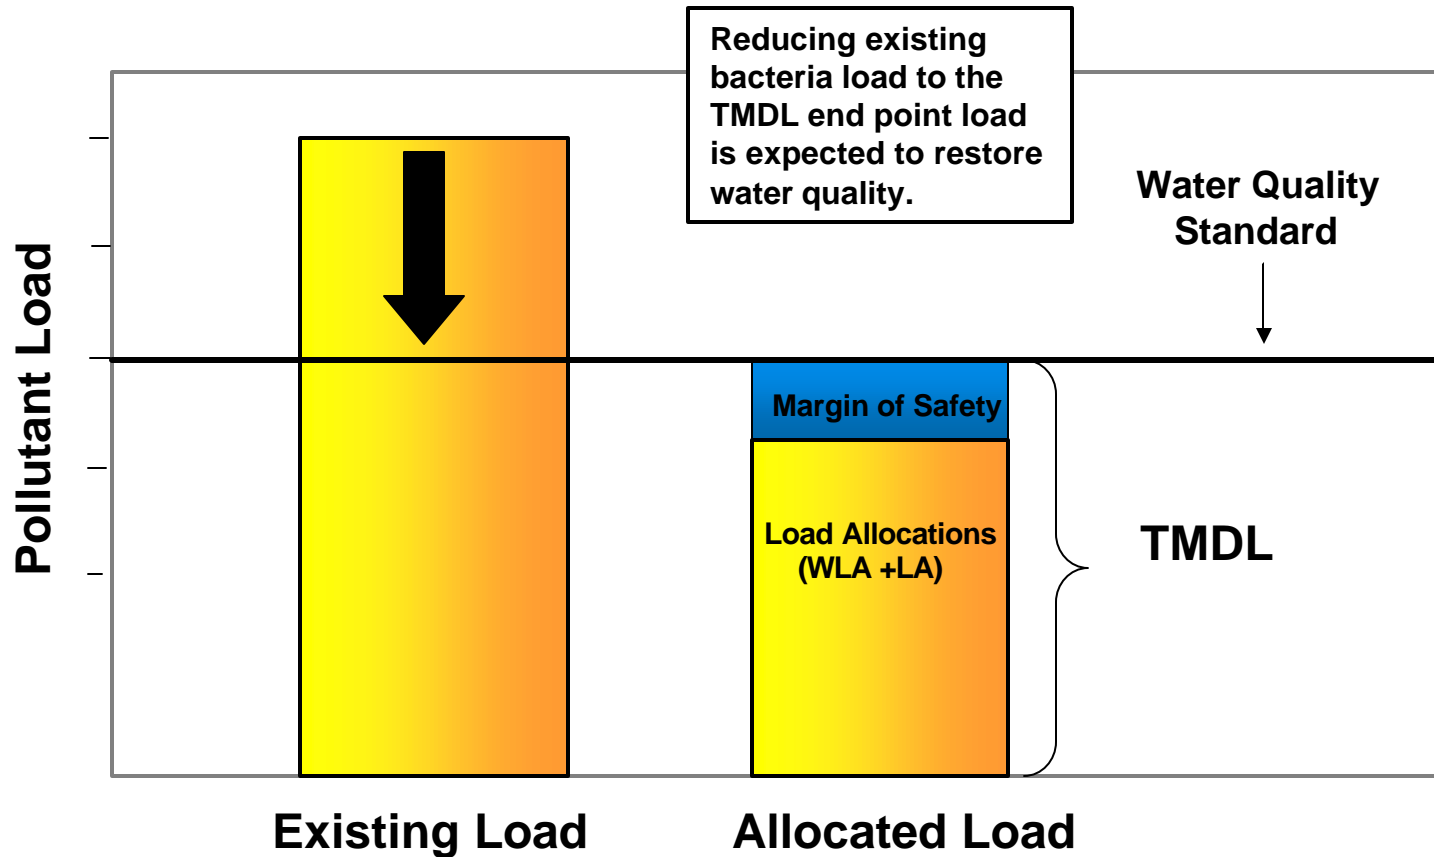 Reducing existing
bacteria load to the
TMDL end point load
is expected to restore
water quality.
Water Quality
Standard
Pollutant Load
Margin of Safety
Load Allocations
(WLA +LA)
TMDL
Existing Load
Allocated Load